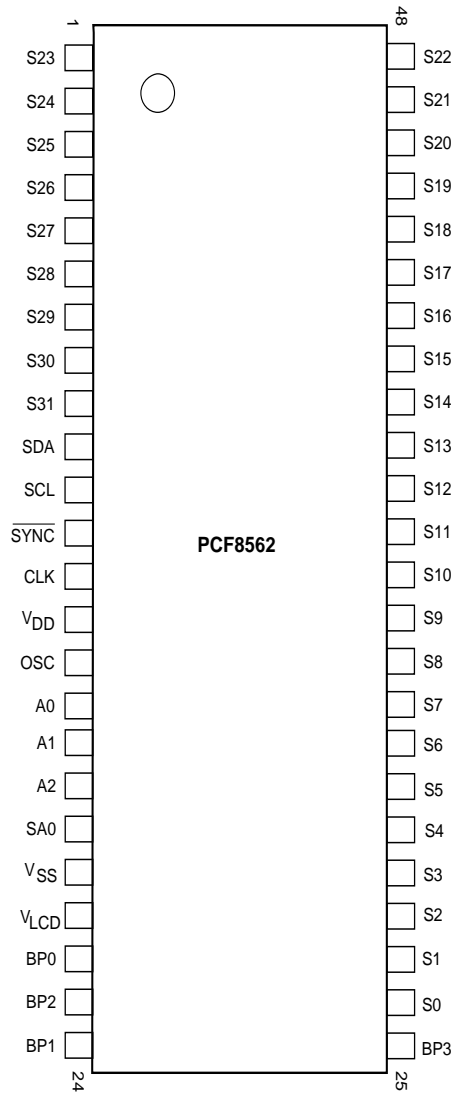 1 48
S23 S22
S24 S21
S25 S20
S26 S19
S27 S18
S28 S17
S29 S16
S30 S15
S31 S14
SDA S13
SCL S12
SYNC S11
PCF8562
CLK S10
VDD S9
OSC S8
A0 S7
A1 S6
A2 S5
SA0 S4
VSS S3
VLCD S2
BP0 S1
BP2 S0
BP1 BP3
24 25